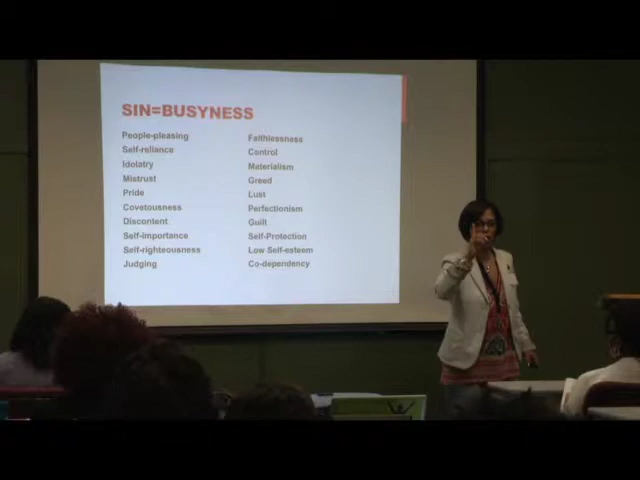 SIN=BUSYNESS
People-pleasing
Self-reliance
Idolatry
Mistrust
Pride
Covetousness
Discontent
Self-importance
Self-righteousness
Judging
Faithlessness
Control
Materialism
Greed
Lust
Perfectionism
Guilt
Self-Protection
Low Self-esteem
Co-dependency